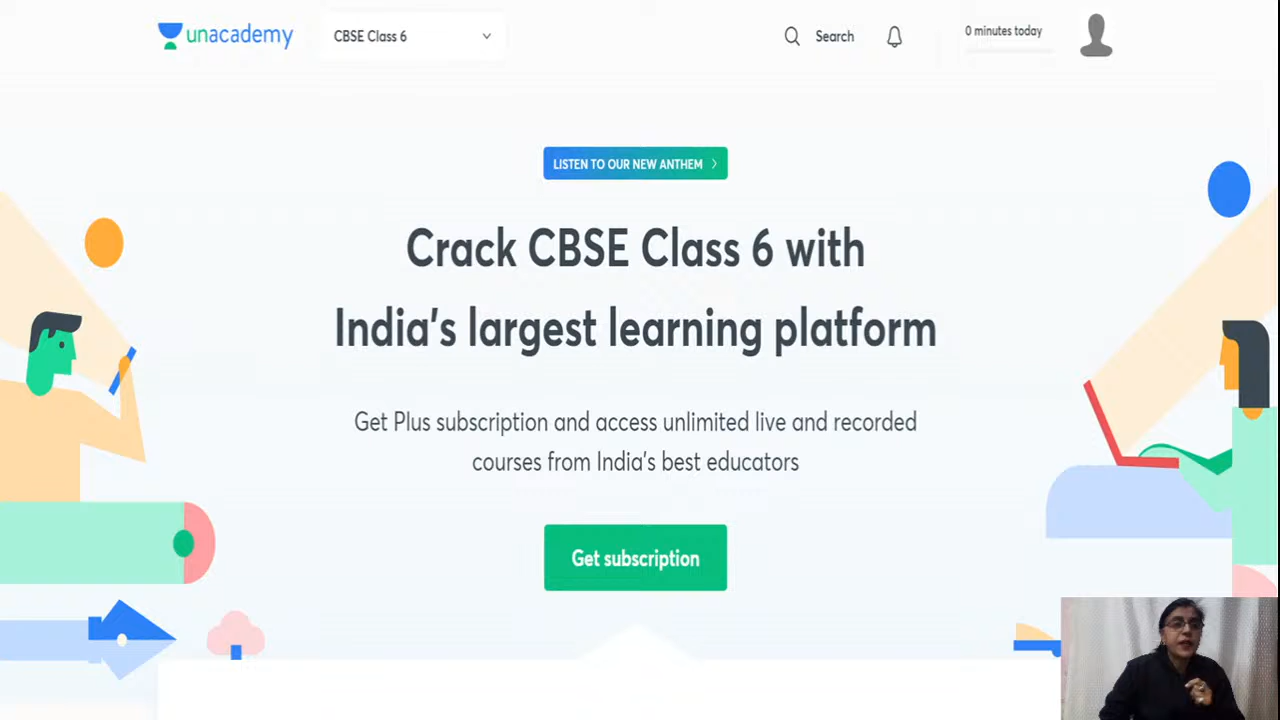 unacademy
CBSE Class 6
Search
0 minutes today
LISTEN TO OUR NEW ANTHEM
Crack CBSE Class 6 with
India's largest learning platform
Get Plus subscription and access unlimited live and recorded
courses from India's best educators
Get subscription